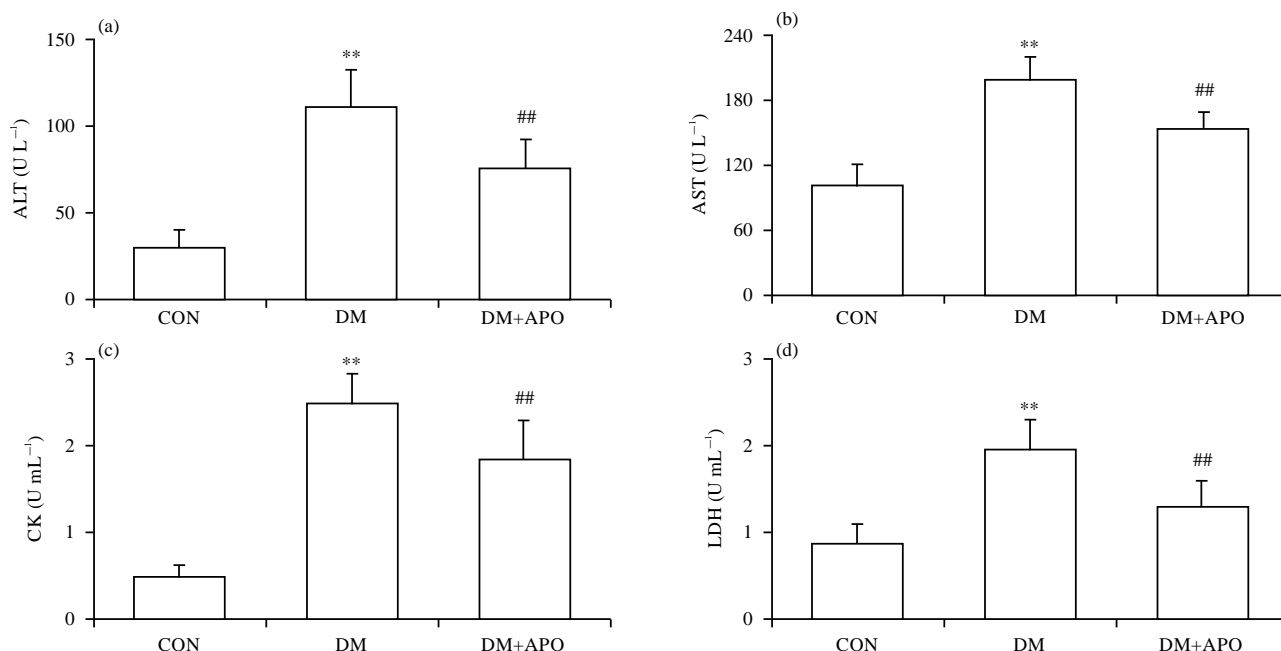 (a)
ALT (U L⁻¹)
150
100
50
0
**
##
CON DM DM+APO
(b)
AST (U L⁻¹)
240
180
120
60
0
**
##
CON DM DM+APO
(c)
CK (U mL⁻¹)
3
2
1
0
**
##
CON DM DM+APO
(d)
LDH (U mL⁻¹)
3
2
1
0
**
##
CON DM DM+APO